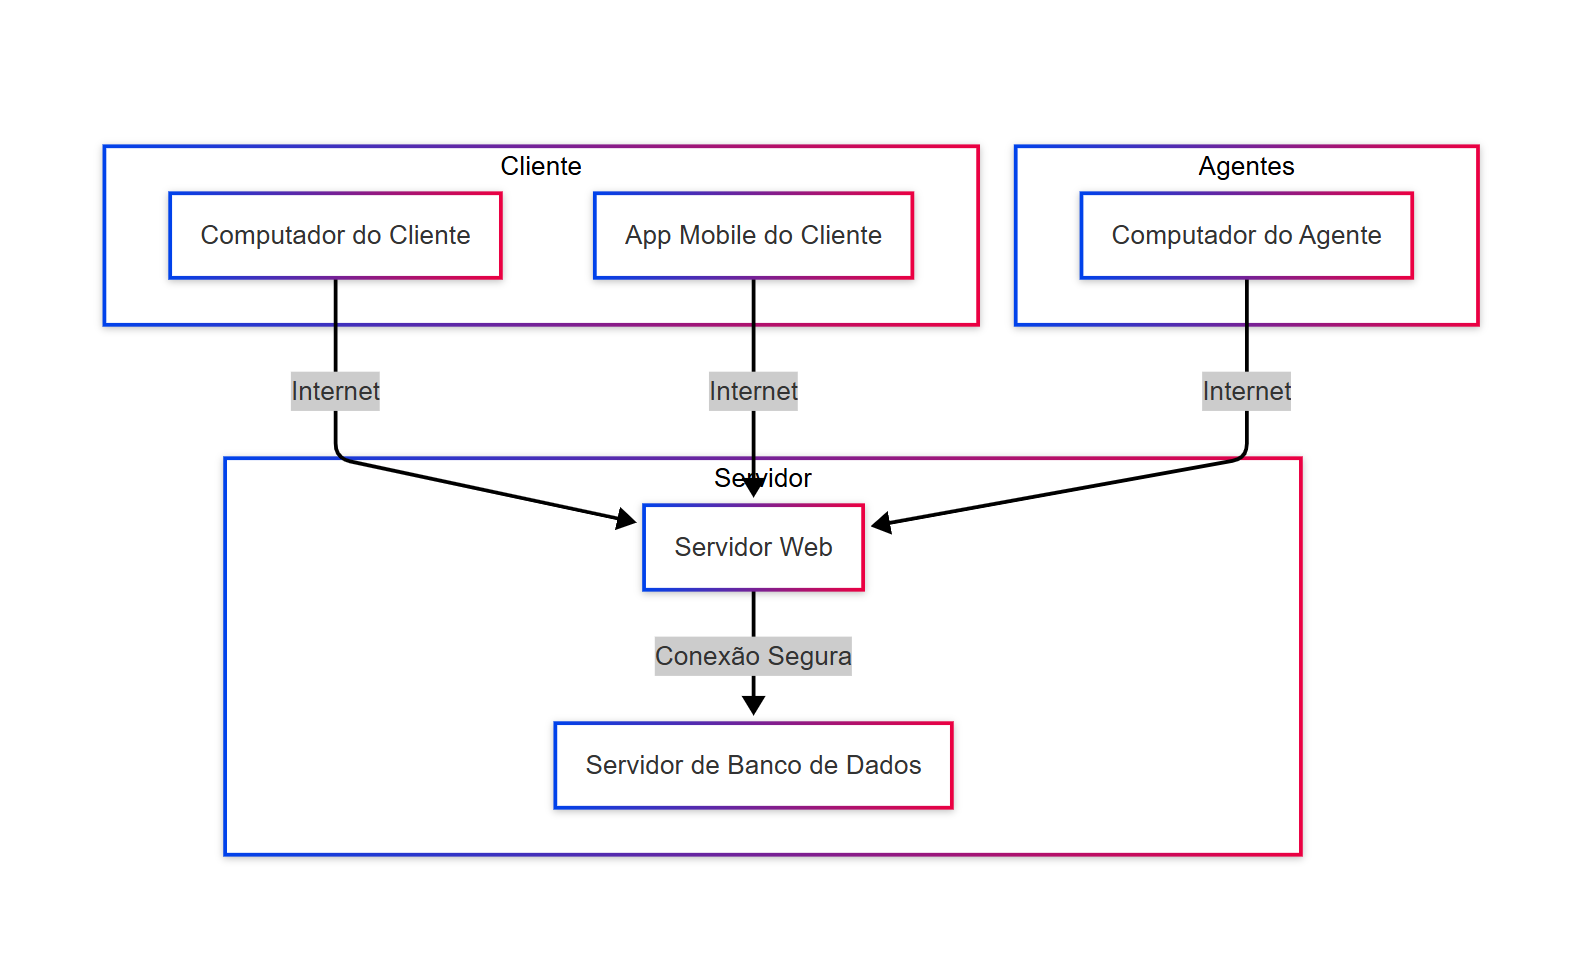 Cliente
Agentes
Computador do Cliente
App Mobile do Cliente
Computador do Agente
Internet
Internet
Internet
Servidor
Servidor Web
Conexão Segura
Servidor de Banco de Dados